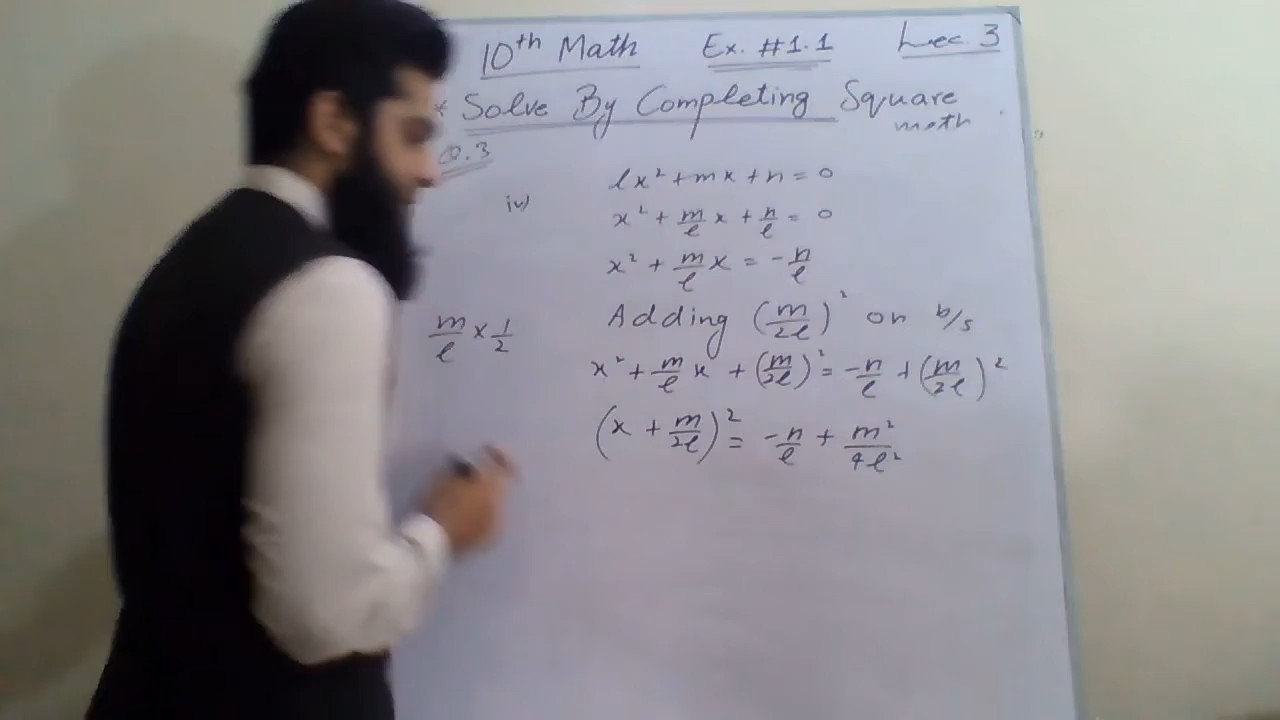 10th Math Ex. #1.1 Lec. 3
* Solve By Completing Square
math
Q.3
iv)
lx² + mx + n = 0
x² + m/l x + n/l = 0
x² + m/l x = -n/l
m/l × 1/2
Adding (m/2l)² on b/s
x² + m/l x + (m/2l)² = -n/l + (m/2l)²
(x + m/2l)² = -n/l + m²/4l²